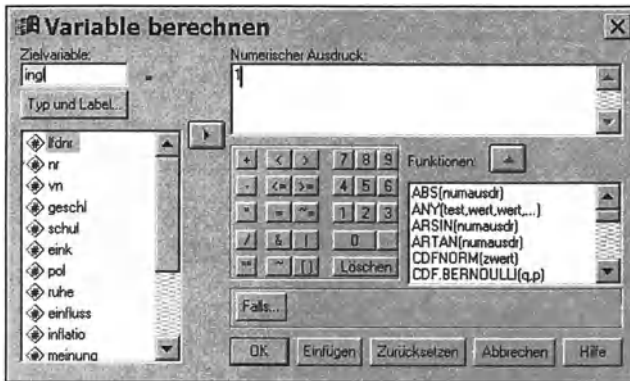 Variable berechnen
Zielvariable:
ingl
=
Typ und Label...
lfdnr
nr
vn
geschl
schul
eink
pol
ruhe
einfluss
inflatio
meinung
Numerischer Ausdruck:
1
+ < > 7 8 9
- <= >= 4 5 6
* = ~= 1 2 3
/ & | 0 .
** ~ () Löschen
Funktionen:
ABS(numausdr)
ANY(test,wert,wert,...)
ARSIN(numausdr)
ARTAN(numausdr)
CDFNORM(zwert)
CDF.BERNOULLI(q,p)
Falls...
OK Einfügen Zurücksetzen Abbrechen Hilfe